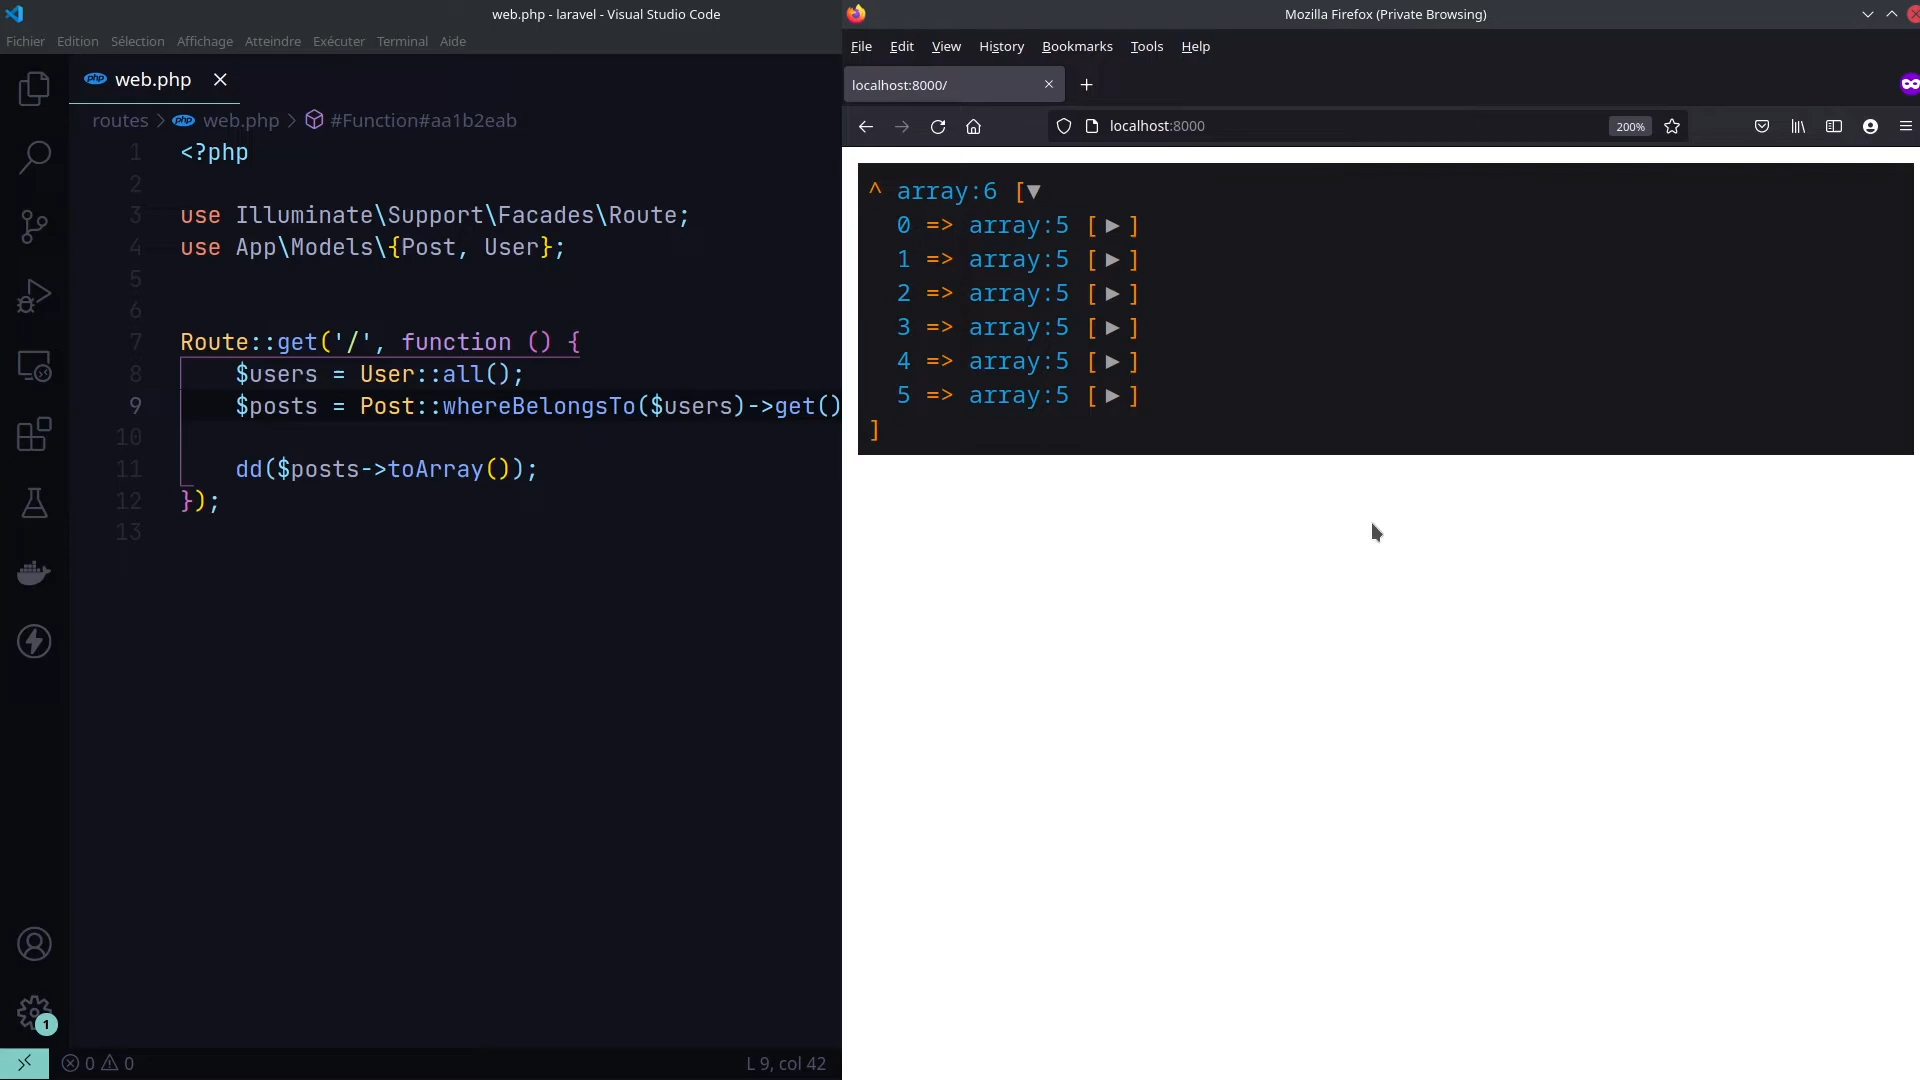 web.php - laravel - Visual Studio Code
Fichier Edition Sélection Affichage Atteindre Exécuter Terminal Aide
php web.php
routes > php web.php > #Function#aa1b2eab
1 <?php
2
3 use Illuminate\Support\Facades\Route;
4 use App\Models\{Post, User};
5
6
7 Route::get('/', function () {
8 $users = User::all();
9 $posts = Post::whereBelongsTo($users)->get()
10
11 dd($posts->toArray());
12 });
13
1
0 0
L 9, col 42
Mozilla Firefox (Private Browsing)
File Edit View History Bookmarks Tools Help
localhost:8000/
localhost:8000
200%
^ array:6 [▼
0 => array:5 [ ▶ ]
1 => array:5 [ ▶ ]
2 => array:5 [ ▶ ]
3 => array:5 [ ▶ ]
4 => array:5 [ ▶ ]
5 => array:5 [ ▶ ]
]